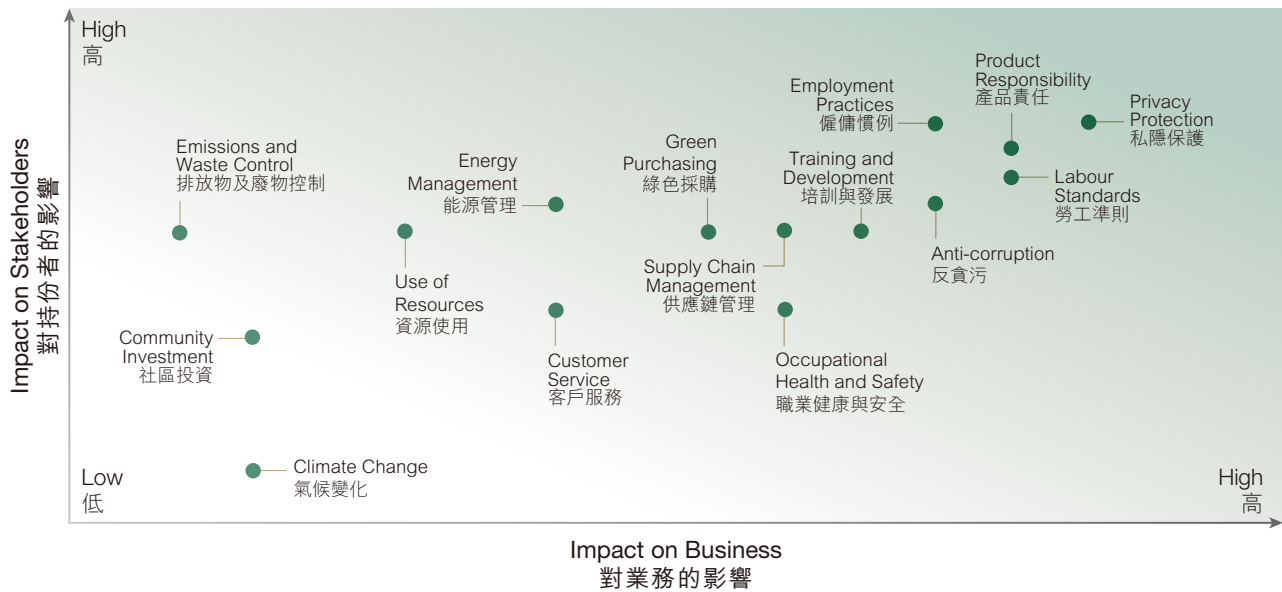 High
高
Impact on Stakeholders
對持份者的影響
Emissions and
Waste Control
排放物及廢物控制
Community
Investment
社區投資
Climate Change
氣候變化
Use of
Resources
資源使用
Energy
Management
能源管理
Customer
Service
客戶服務
Green
Purchasing
綠色採購
Supply Chain
Management
供應鏈管理
Employment
Practices
僱傭慣例
Training and
Development
培訓與發展
Occupational
Health and Safety
職業健康與安全
Product
Responsibility
產品責任
Privacy
Protection
私隱保護
Labour
Standards
勞工準則
Anti-corruption
反貪污
Low
低
High
高
Impact on Business
對業務的影響